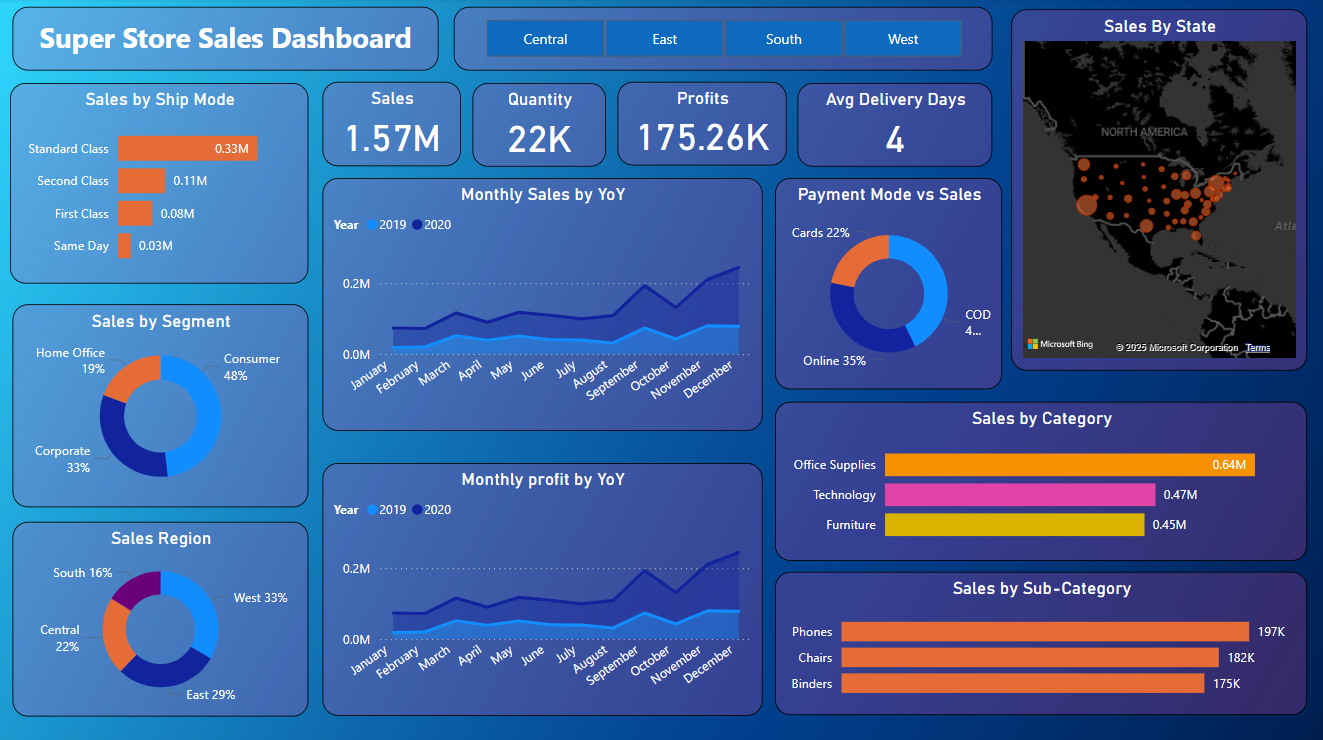 Super Store Sales Dashboard
Central
East
South
West
Sales By State
NORTH AMERICA
Microsoft Bing
© 2025 Microsoft Corporation Terms
Sales by Ship Mode
Standard Class
0.33M
Second Class
0.11M
First Class
0.08M
Same Day
0.03M
Sales
1.57M
Quantity
22K
Profits
175.26K
Avg Delivery Days
4
Monthly Sales by YoY
Year 2019 2020
0.2M
0.0M
January
February
March
April
May
June
July
August
September
October
November
December
Payment Mode vs Sales
Cards 22%
COD
4...
Online 35%
Sales by Segment
Home Office
19%
Consumer
48%
Corporate
33%
Sales by Category
Office Supplies
0.64M
Technology
0.47M
Furniture
0.45M
Monthly profit by YoY
Year 2019 2020
0.2M
0.0M
January
February
March
April
May
June
July
August
September
October
November
December
Sales Region
South 16%
West 33%
Central
22%
East 29%
Sales by Sub-Category
Phones
197K
Chairs
182K
Binders
175K